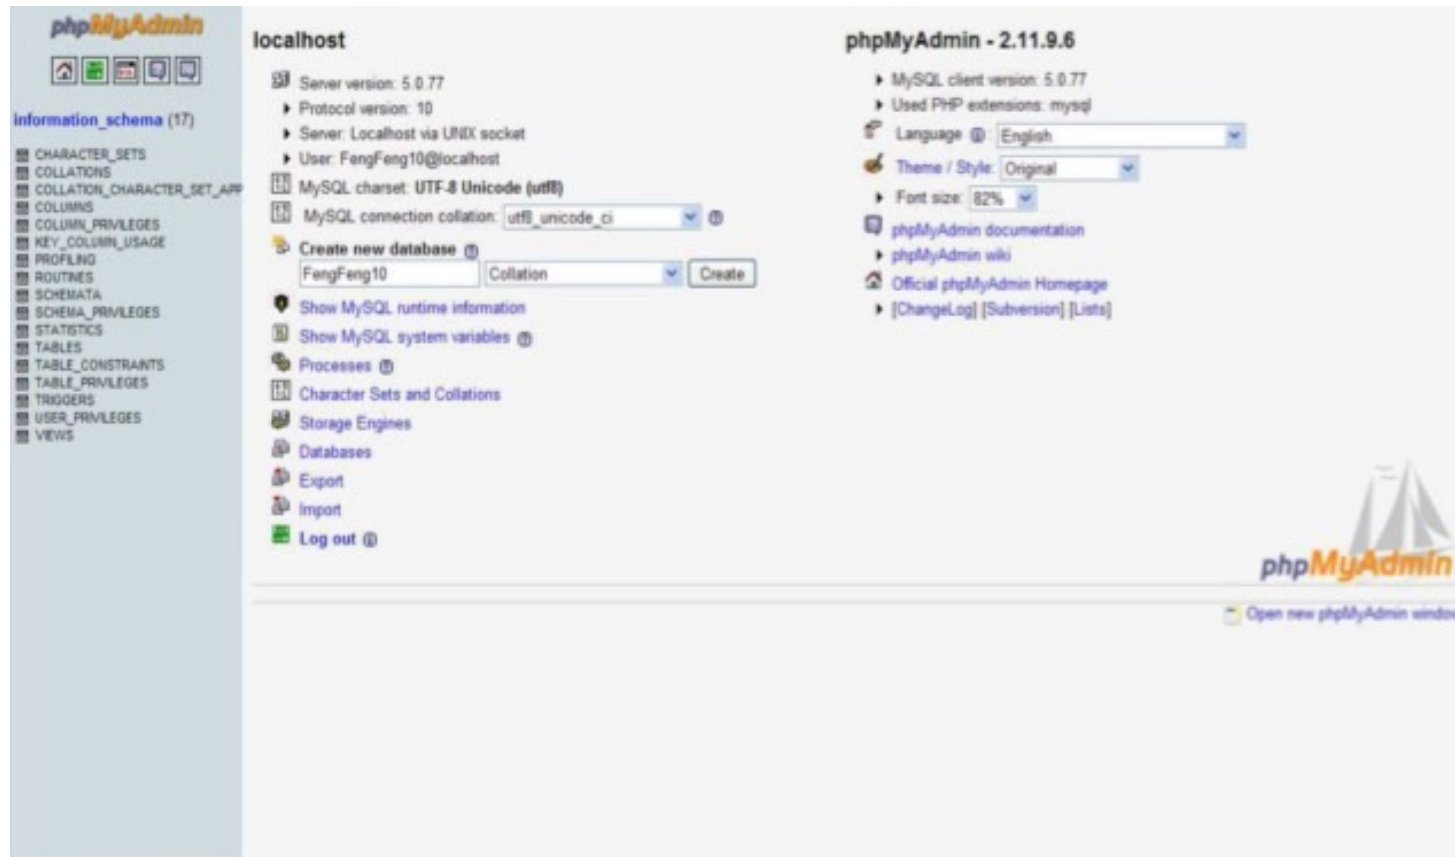 phpMyAdmin
information_schema (17)
CHARACTER_SETS
COLLATIONS
COLLATION_CHARACTER_SET_APP
COLUMNS
COLUMN_PRIVILEGES
KEY_COLUMN_USAGE
PROFILING
ROUTINES
SCHEMATA
SCHEMA_PRIVILEGES
STATISTICS
TABLES
TABLE_CONSTRAINTS
TABLE_PRIVILEGES
TRIGGERS
USER_PRIVILEGES
VIEWS
localhost
Server version: 5.0.77
Protocol version: 10
Server: Localhost via UNIX socket
User: FengFeng10@localhost
MySQL charset: UTF-8 Unicode (utf8)
MySQL connection collation: utf8_unicode_ci
Create new database
FengFeng10 Collation Create
Show MySQL runtime information
Show MySQL system variables
Processes
Character Sets and Collations
Storage Engines
Databases
Export
Import
Log out
phpMyAdmin - 2.11.9.6
MySQL client version: 5.0.77
Used PHP extensions: mysql
Language : English
Theme / Style: Original
Font size: 82%
phpMyAdmin documentation
phpMyAdmin wiki
Official phpMyAdmin Homepage
[ChangeLog] [Subversion] [Lists]
phpMyAdmin
Open new phpMyAdmin window